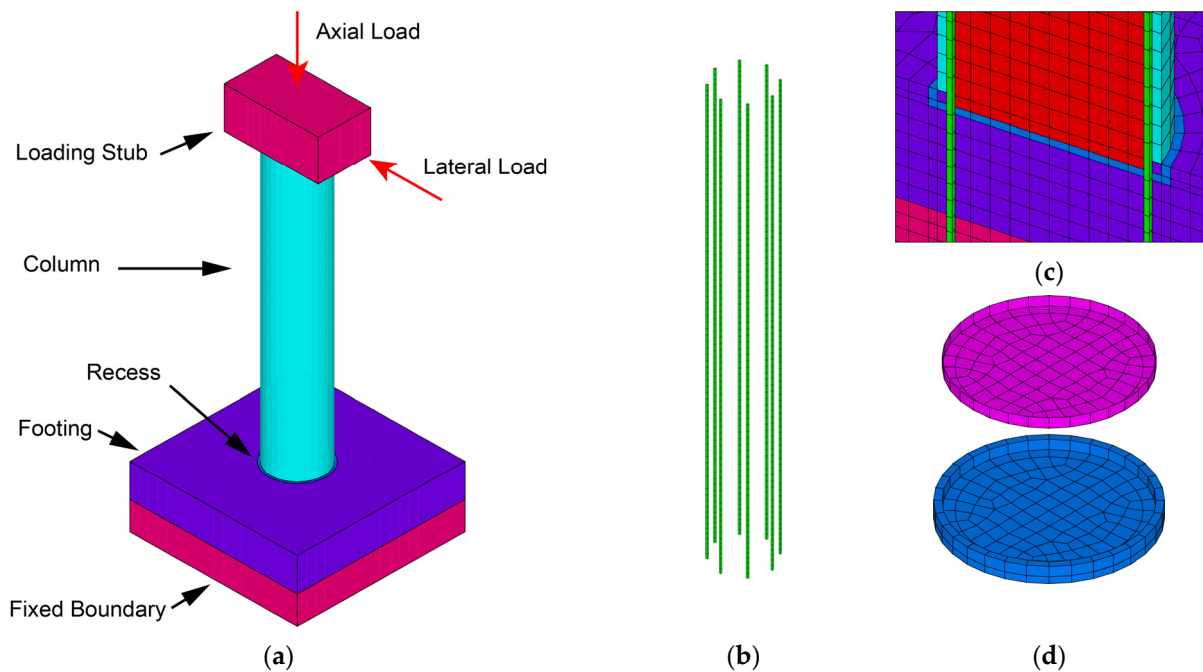 Axial Load
Loading Stub
Lateral Load
Column
Recess
Footing
Fixed Boundary
(a)
(b)
(c)
(d)